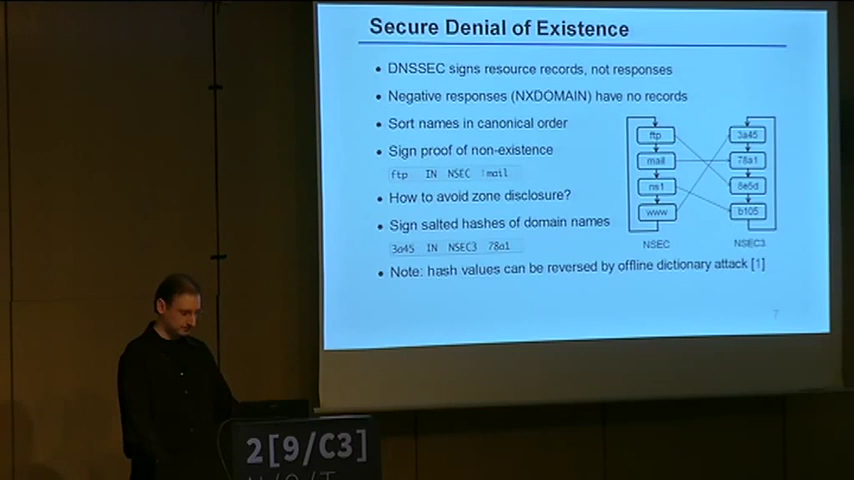 Secure Denial of Existence
• DNSSEC signs resource records, not responses
• Negative responses (NXDOMAIN) have no records
• Sort names in canonical order
• Sign proof of non-existence
ftp IN NSEC mail
• How to avoid zone disclosure?
• Sign salted hashes of domain names
3a45 IN NSEC3 78a1
• Note: hash values can be reversed by offline dictionary attack [1]
ftp
mail
ns1
www
NSEC
3a45
78a1
8e5d
b105
NSEC3
7
2[9/C3]